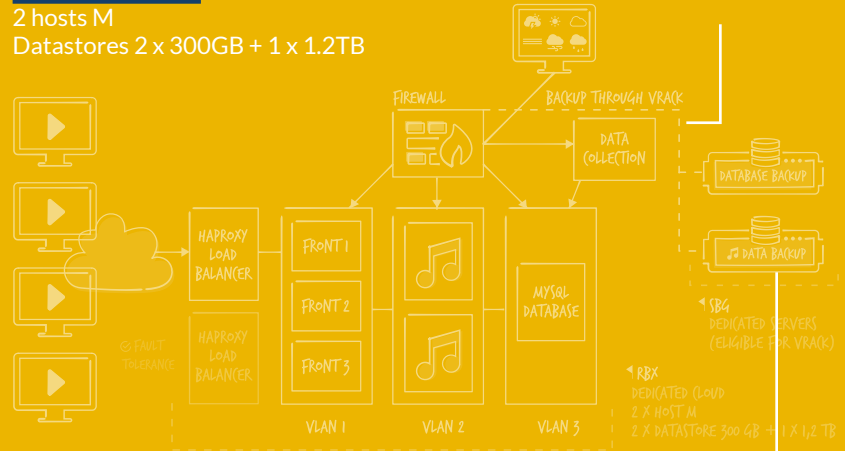 2 hosts M
Datastores 2 x 300GB + 1 x 1.2TB
FIREWALL
BACKUP THROUGH VRACK
DATA
COLLECTION
DATABASE BACKUP
HAPROXY
LOAD
BALANCER
FRONT 1
FRONT 2
FRONT 3
MYSQL
DATABASE
DATA BACKUP
HAPROXY
LOAD
BALANCER
FAULT
TOLERANCE
SBG
DEDICATED SERVERS
(ELIGIBLE FOR VRACK)
RBX
DEDICATED CLOUD
2 X HOST M
2 X DATASTORE 300 GB + 1 X 1,2 TB
VLAN 1
VLAN 2
VLAN 3